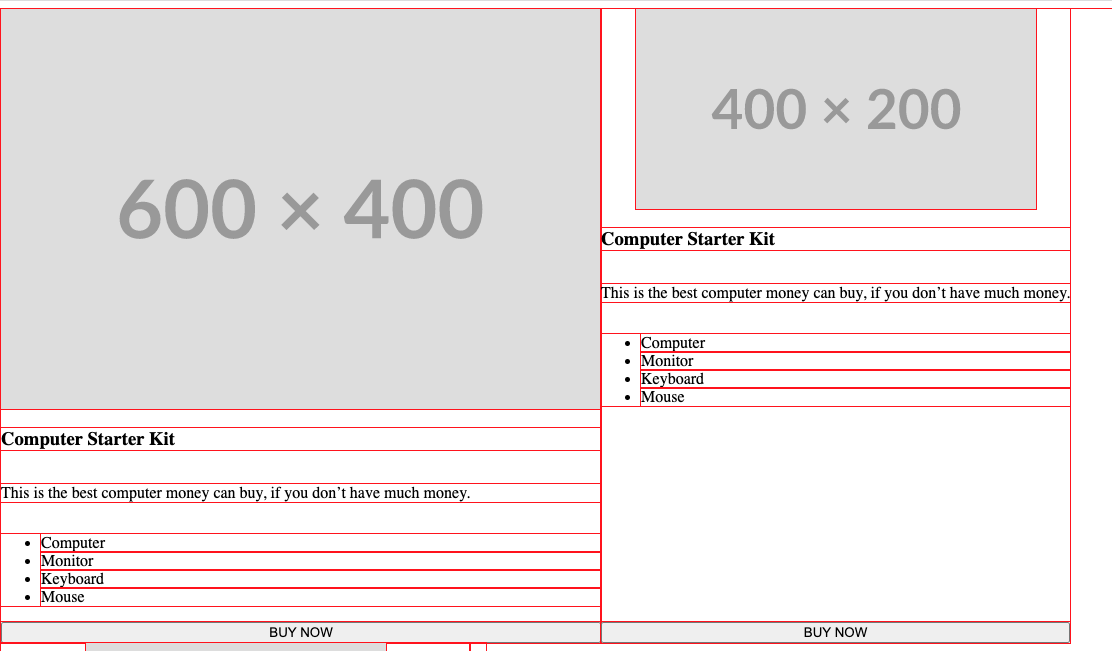 600 × 400
Computer Starter Kit
This is the best computer money can buy, if you don’t have much money.
Computer
Monitor
Keyboard
Mouse
BUY NOW
400 × 200
Computer Starter Kit
This is the best computer money can buy, if you don’t have much money.
Computer
Monitor
Keyboard
Mouse
BUY NOW